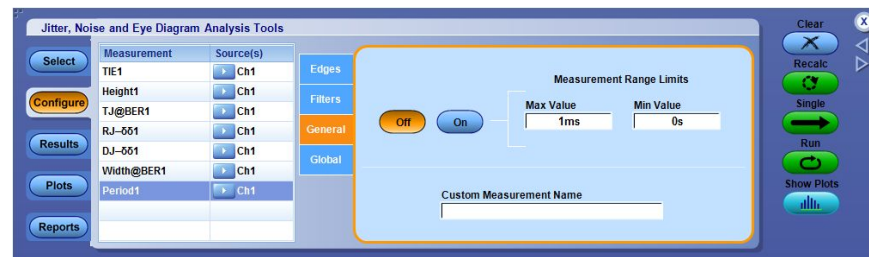 Jitter, Noise and Eye Diagram Analysis Tools
Clear
X
Select
Configure
Results
Plots
Reports
Measurement Source(s)
TIE1 Ch1
Height1 Ch1
TJ@BER1 Ch1
RJ–δδ1 Ch1
DJ–δδ1 Ch1
Width@BER1 Ch1
Period1 Ch1
Edges
Filters
General
Global
Measurement Range Limits
Off On
Max Value Min Value
1ms 0s
Custom Measurement Name
Recalc
Single
Run
Show Plots